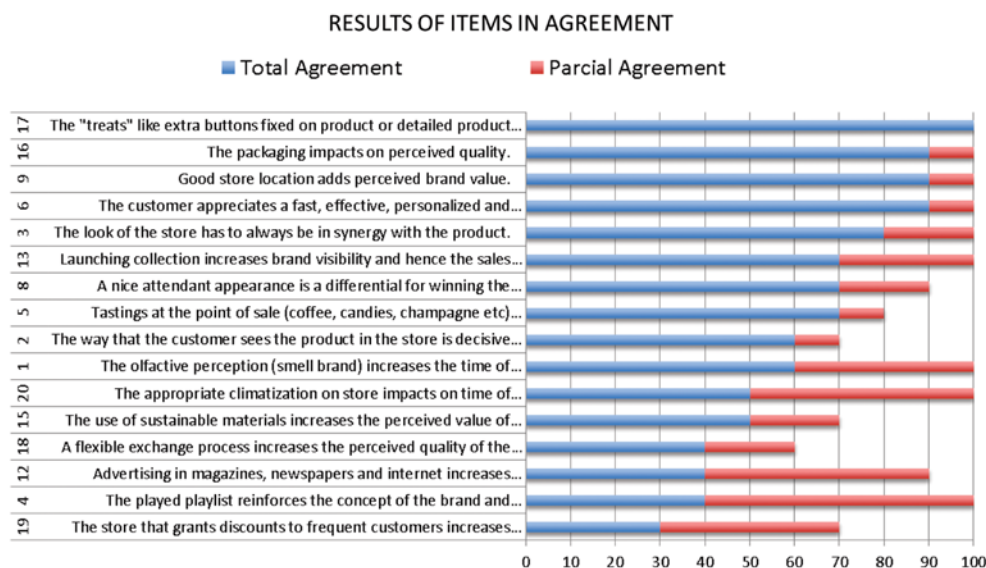 RESULTS OF ITEMS IN AGREEMENT
Total Agreement Parcial Agreement
17 The "treats" like extra buttons fixed on product or detailed product...
16 The packaging impacts on perceived quality.
9 Good store location adds perceived brand value.
6 The customer appreciates a fast, effective, personalized and...
3 The look of the store has to always be in synergy with the product.
13 Launching collection increases brand visibility and hence the sales...
8 A nice attendant appearance is a differential for winning the...
5 Tastings at the point of sale (coffee, candies, champagne etc)...
2 The way that the customer sees the product in the store is decisive...
1 The olfactive perception (smell brand) increases the time of...
20 The appropriate climatization on store impacts on time of...
15 The use of sustainable materials increases the perceived value of...
18 A flexible exchange process increases the perceived quality of the...
12 Advertising in magazines, newspapers and internet increases...
4 The played playlist reinforces the concept of the brand and...
19 The store that grants discounts to frequent customers increases...
0 10 20 30 40 50 60 70 80 90 100